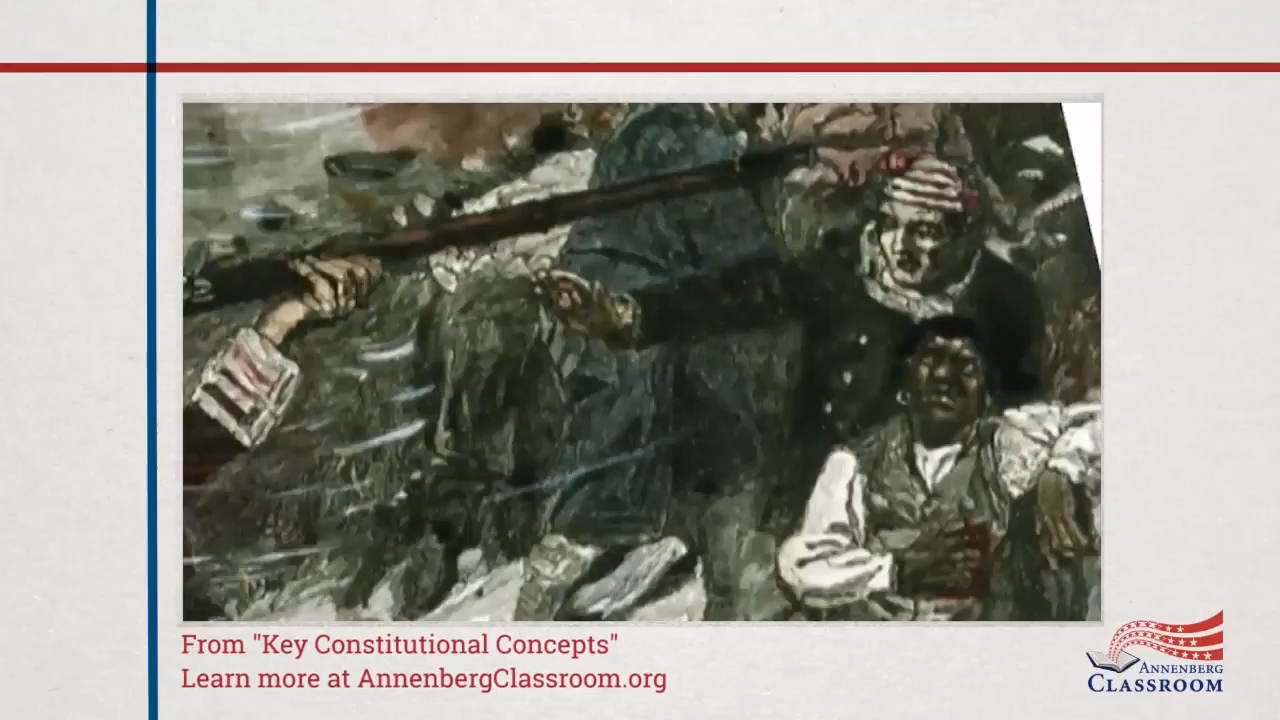 From "Key Constitutional Concepts"
Learn more at AnnenbergClassroom.org
ANNENBERG
CLASSROOM